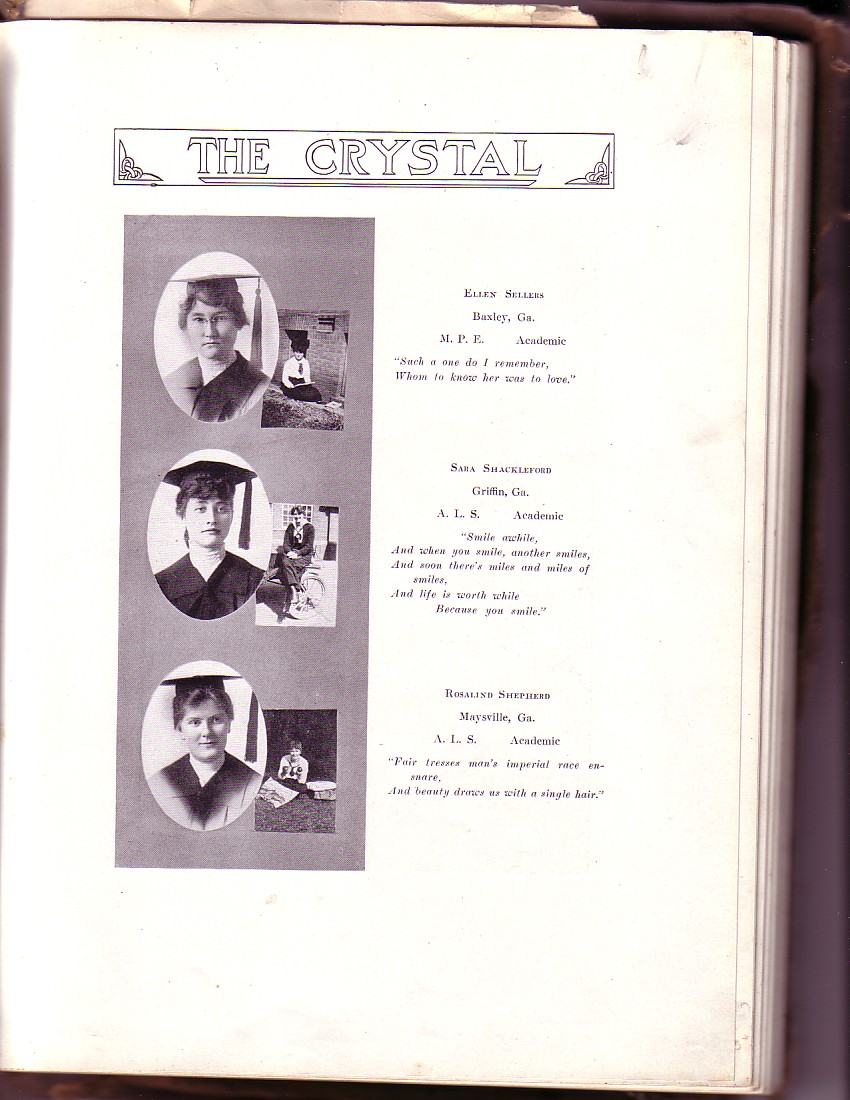 THE CRYSTAL
Ellen Sellers
Baxley, Ga.
M. P. E. Academic
"Such a one do I remember,
Whom to know her was to love."
Sara Shackleford
Griffin, Ga.
A. L. S. Academic
"Smile awhile,
And when you smile, another smiles,
And soon there's miles and miles of
smiles,
And life is worth while
Because you smile."
Rosalind Shepherd
Maysville, Ga.
A. L. S. Academic
"Fair tresses man's imperial race en-
snare,
And beauty draws us with a single hair."